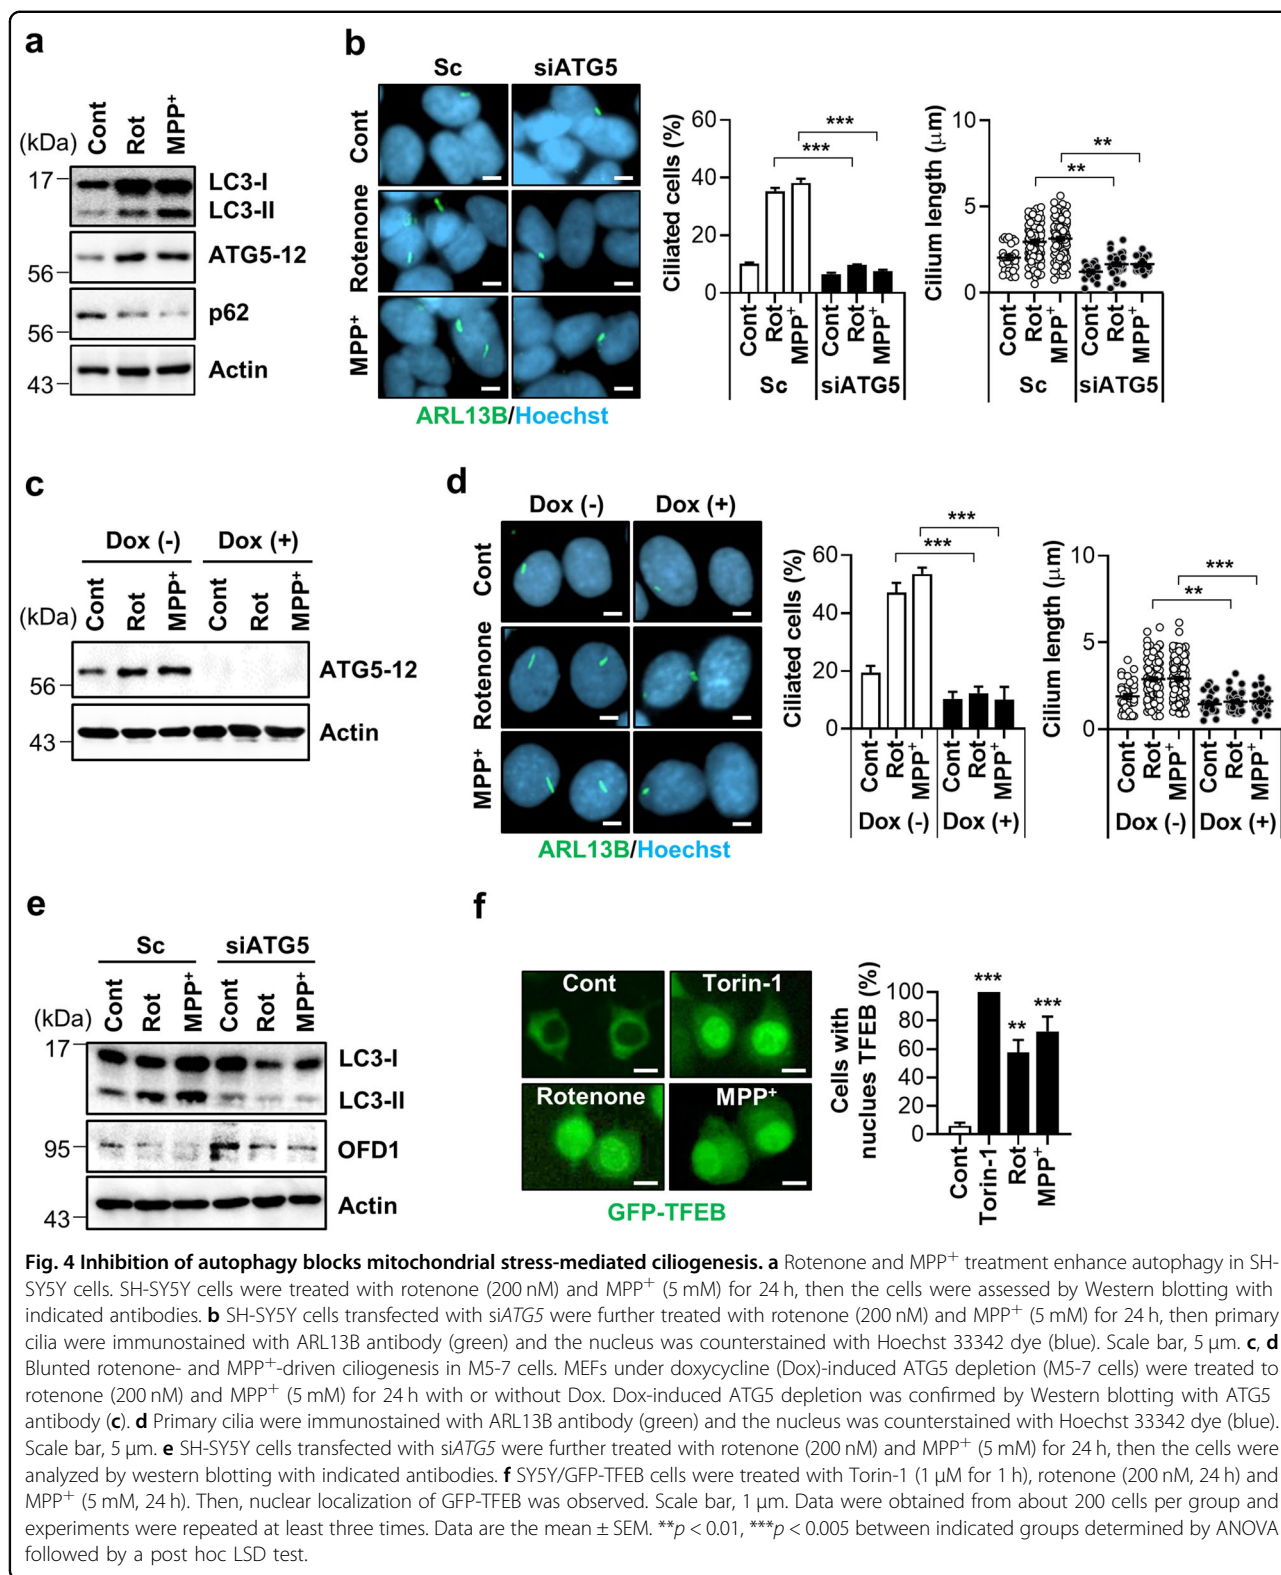 a
(kDa)
Cont
Rot
MPP+
17
LC3-I
LC3-II
ATG5-12
56
p62
56
Actin
43
b
Sc siATG5
Cont
Rotenone
MPP+
ARL13B/Hoechst
Ciliated cells (%)
60
40
20
0
***
***
Cont Rot MPP+ Cont Rot MPP+
Sc siATG5
Cilium length (μm)
10
5
0
**
**
Cont Rot MPP+ Cont Rot MPP+
Sc siATG5
c
Dox (-) Dox (+)
(kDa)
Cont Rot MPP+ Cont Rot MPP+
ATG5-12
56
Actin
43
d
Dox (-) Dox (+)
Cont
Rotenone
MPP+
ARL13B/Hoechst
Ciliated cells (%)
60
40
20
0
***
***
Cont Rot MPP+ Cont Rot MPP+
Dox (-) Dox (+)
Cilium length (μm)
10
5
0
***
**
Cont Rot MPP+ Cont Rot MPP+
Dox (-) Dox (+)
e
Sc siATG5
(kDa)
Cont Rot MPP+ Cont Rot MPP+
17
LC3-I
LC3-II
95
OFD1
Actin
43
f
Cont Torin-1
Rotenone MPP+
GFP-TFEB
Cells with
nuclues TFEB (%)
100
80
60
40
20
0
***
**
***
Cont Torin-1 Rot MPP+
Fig. 4 Inhibition of autophagy blocks mitochondrial stress-mediated ciliogenesis. a Rotenone and MPP+ treatment enhance autophagy in SH-
SY5Y cells. SH-SY5Y cells were treated with rotenone (200 nM) and MPP+ (5 mM) for 24 h, then the cells were assessed by Western blotting with
indicated antibodies. b SH-SY5Y cells transfected with siATG5 were further treated with rotenone (200 nM) and MPP+ (5 mM) for 24 h, then primary
cilia were immunostained with ARL13B antibody (green) and the nucleus was counterstained with Hoechst 33342 dye (blue). Scale bar, 5 μm. c, d
Blunted rotenone- and MPP+-driven ciliogenesis in M5-7 cells. MEFs under doxycycline (Dox)-induced ATG5 depletion (M5-7 cells) were treated to
rotenone (200 nM) and MPP+ (5 mM) for 24 h with or without Dox. Dox-induced ATG5 depletion was confirmed by Western blotting with ATG5
antibody (c). d Primary cilia were immunostained with ARL13B antibody (green) and the nucleus was counterstained with Hoechst 33342 dye (blue).
Scale bar, 5 μm. e SH-SY5Y cells transfected with siATG5 were further treated with rotenone (200 nM) and MPP+ (5 mM) for 24 h, then the cells were
analyzed by western blotting with indicated antibodies. f SY5Y/GFP-TFEB cells were treated with Torin-1 (1 μM for 1 h), rotenone (200 nM, 24 h) and
MPP+ (5 mM, 24 h). Then, nuclear localization of GFP-TFEB was observed. Scale bar, 1 μm. Data were obtained from about 200 cells per group and
experiments were repeated at least three times. Data are the mean ± SEM. **p < 0.01, ***p < 0.005 between indicated groups determined by ANOVA
followed by a post hoc LSD test.